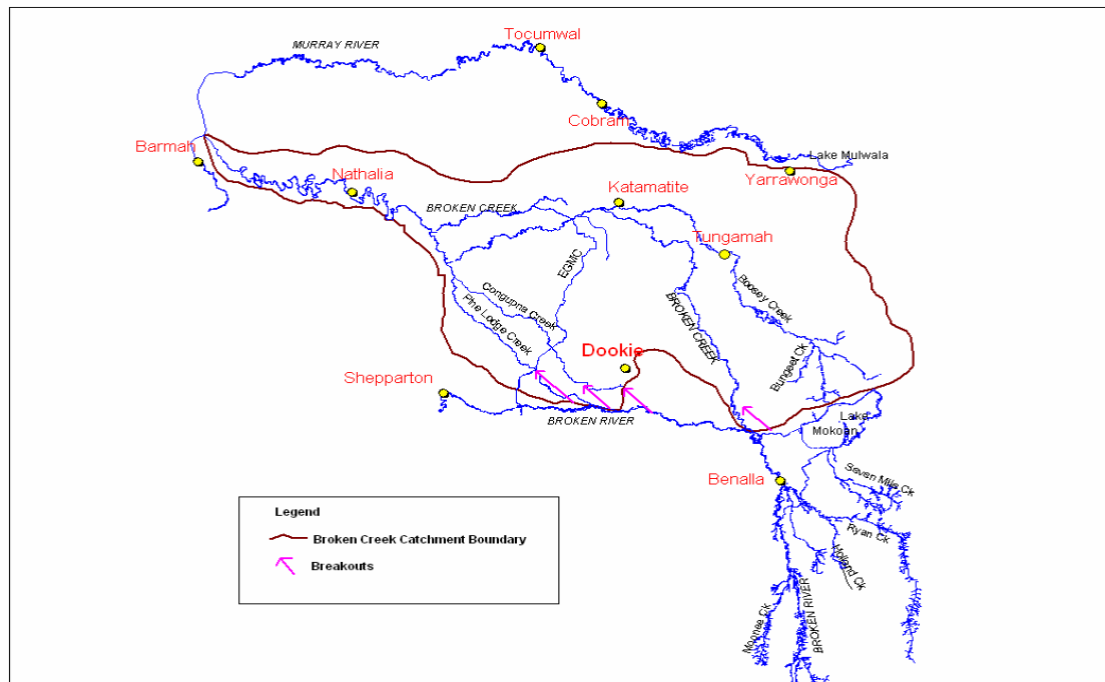 Tocumwal
MURRAY RIVER
Cobram
Barmah
Lake Mulwala
Yarrawonga
Nathalia
Katamatite
BROKEN CREEK
Tungamah
EGMC
Boosey Creek
Congupna Creek
Pine Lodge Creek
BROKEN CREEK
Bungeet Ck
Dookie
Shepparton
BROKEN RIVER
Lake
Mokoan
Benalla
Seven Mile Ck
Ryan Ck
Holland Ck
Moonee Ck
BROKEN RIVER
Legend
Broken Creek Catchment Boundary
Breakouts